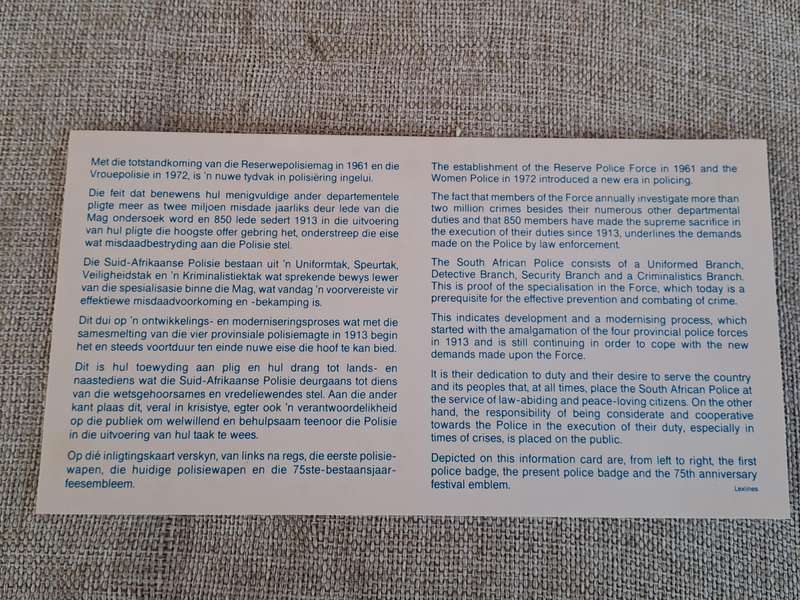 Met die totstandkoming van die Reserwepolisiemag in 1961 en die
Vrouepolisie in 1972, is 'n nuwe tydvak in polisiëring ingelui.
Die feit dat benewens hul menigvuldige ander departementele
pligte meer as twee miljoen misdade jaarliks deur lede van die
Mag ondersoek word en 850 lede sedert 1913 in die uitvoering
van hul pligte die hoogste offer gebring het, onderstreep die eise
wat misdaadbestryding aan die Polisie stel.
Die Suid-Afrikaanse Polisie bestaan uit 'n Uniformtak, Speurtak,
Veiligheidstak en 'n Kriminalistiektak wat sprekende bewys lewer
van die spesialisasie binne die Mag, wat vandag 'n voorvereiste vir
effektiewe misdaadvoorkoming en -bekamping is.
Dit dui op 'n ontwikkelings- en moderniseringsproses wat met die
samesmelting van die vier provinsiale polisiemagte in 1913 begin
het en steeds voortduur ten einde nuwe eise die hoof te kan bied.
Dit is hul toewyding aan plig en hul drang tot lands- en
naastediens wat die Suid-Afrikaanse Polisie deurgaans tot diens
van die wetsgehoorsames en vredeliewendes stel. Aan die ander
kant plaas dit, veral in krisistye, egter ook 'n verantwoordelikheid
op die publiek om welwillend en behulpsaam teenoor die Polisie
in die uitvoering van hul taak te wees.
Op dié inligtingskaart verskyn, van links na regs, die eerste polisie-
wapen, die huidige polisiewapen en die 75ste-bestaansjaar-
feesembleem.
The establishment of the Reserve Police Force in 1961 and the
Women Police in 1972 introduced a new era in policing.
The fact that members of the Force annually investigate more than
two million crimes besides their numerous other departmental
duties and that 850 members have made the supreme sacrifice in
the execution of their duties since 1913, underlines the demands
made on the Police by law enforcement.
The South African Police consists of a Uniformed Branch,
Detective Branch, Security Branch and a Criminalistics Branch.
This is proof of the specialisation in the Force, which today is a
prerequisite for the effective prevention and combating of crime.
This indicates development and a modernising process, which
started with the amalgamation of the four provincial police forces
in 1913 and is still continuing in order to cope with the new
demands made upon the Force.
It is their dedication to duty and their desire to serve the country
and its peoples that, at all times, place the South African Police at
the service of law-abiding and peace-loving citizens. On the other
hand, the responsibility of being considerate and cooperative
towards the Police in the execution of their duty, especially in
times of crises, is placed on the public.
Depicted on this information card are, from left to right, the first
police badge, the present police badge and the 75th anniversary
festival emblem.
Lexlines